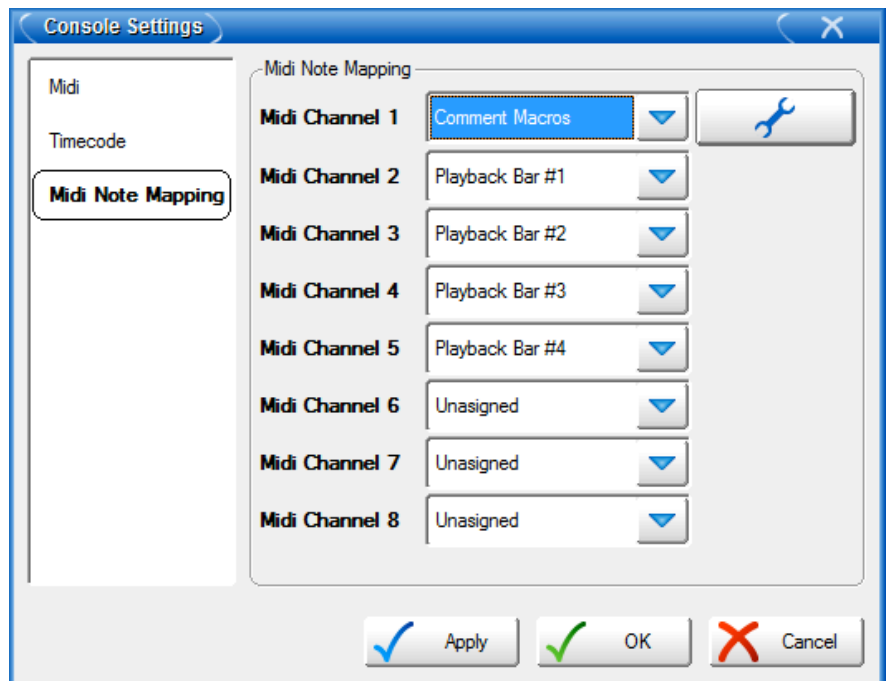 Console Settings
Midi
Timecode
Midi Note Mapping
Midi Note Mapping
Midi Channel 1 Comment Macros
Midi Channel 2 Playback Bar #1
Midi Channel 3 Playback Bar #2
Midi Channel 4 Playback Bar #3
Midi Channel 5 Playback Bar #4
Midi Channel 6 Unasigned
Midi Channel 7 Unasigned
Midi Channel 8 Unasigned
Apply OK Cancel